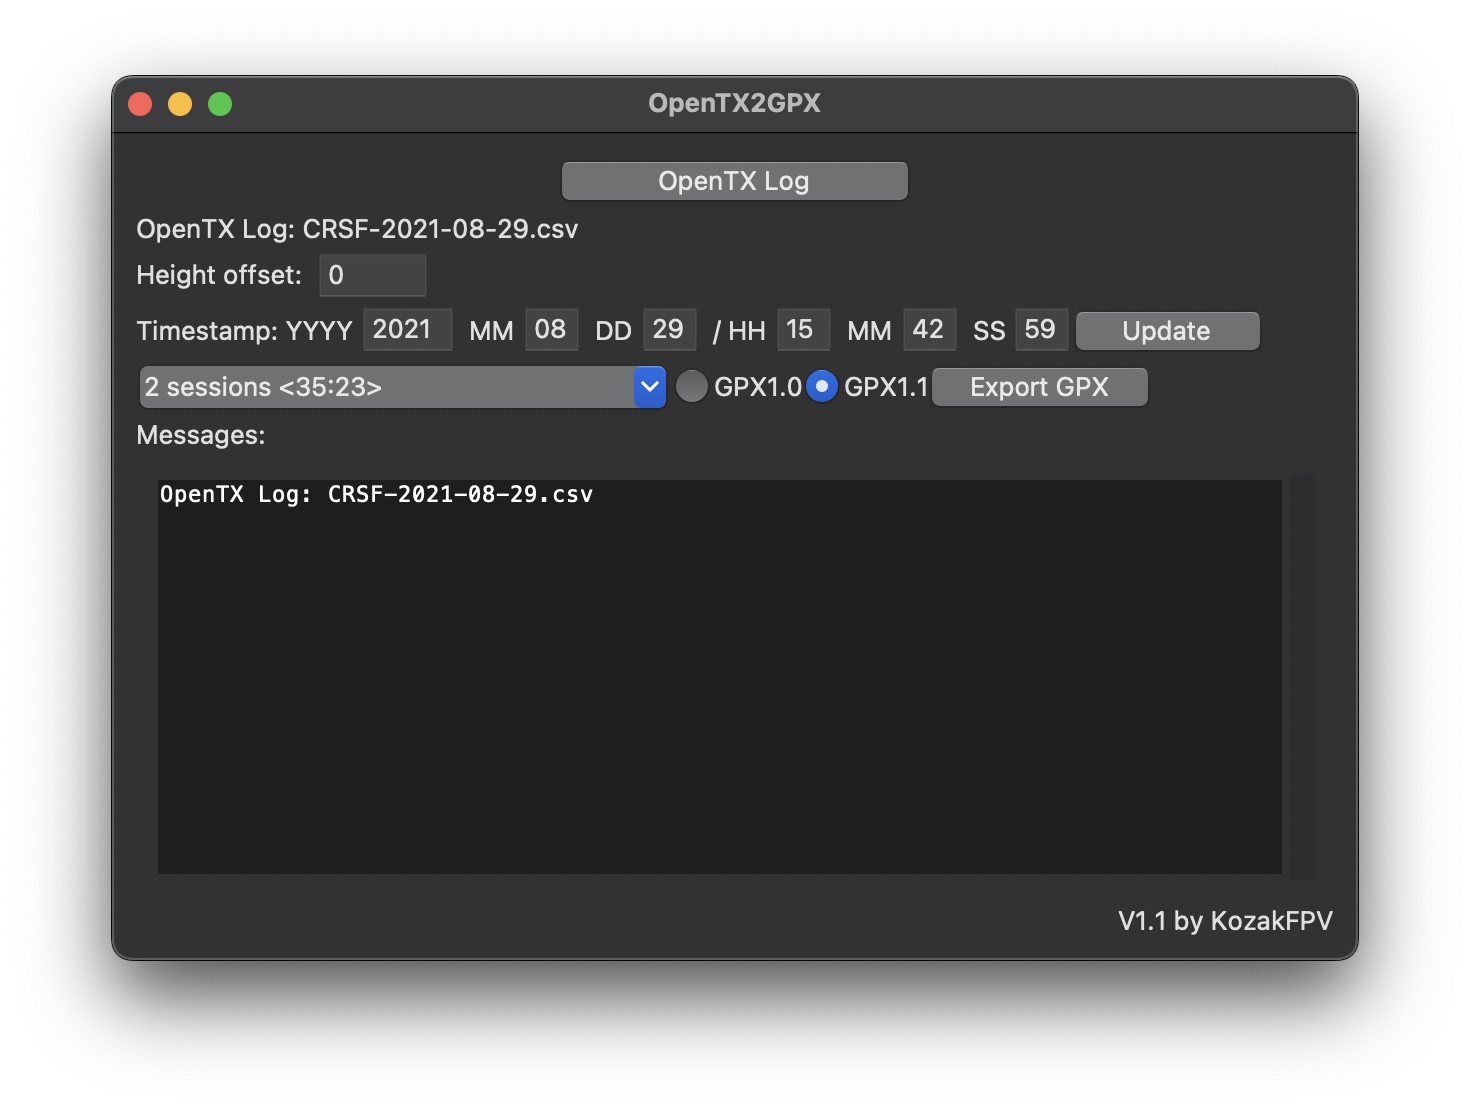 OpenTX2GPX
OpenTX Log
OpenTX Log: CRSF-2021-08-29.csv
Height offset: 0
Timestamp: YYYY 2021 MM 08 DD 29 / HH 15 MM 42 SS 59 Update
2 sessions <35:23> GPX1.0 GPX1.1 Export GPX
Messages:
OpenTX Log: CRSF-2021-08-29.csv
V1.1 by KozakFPV